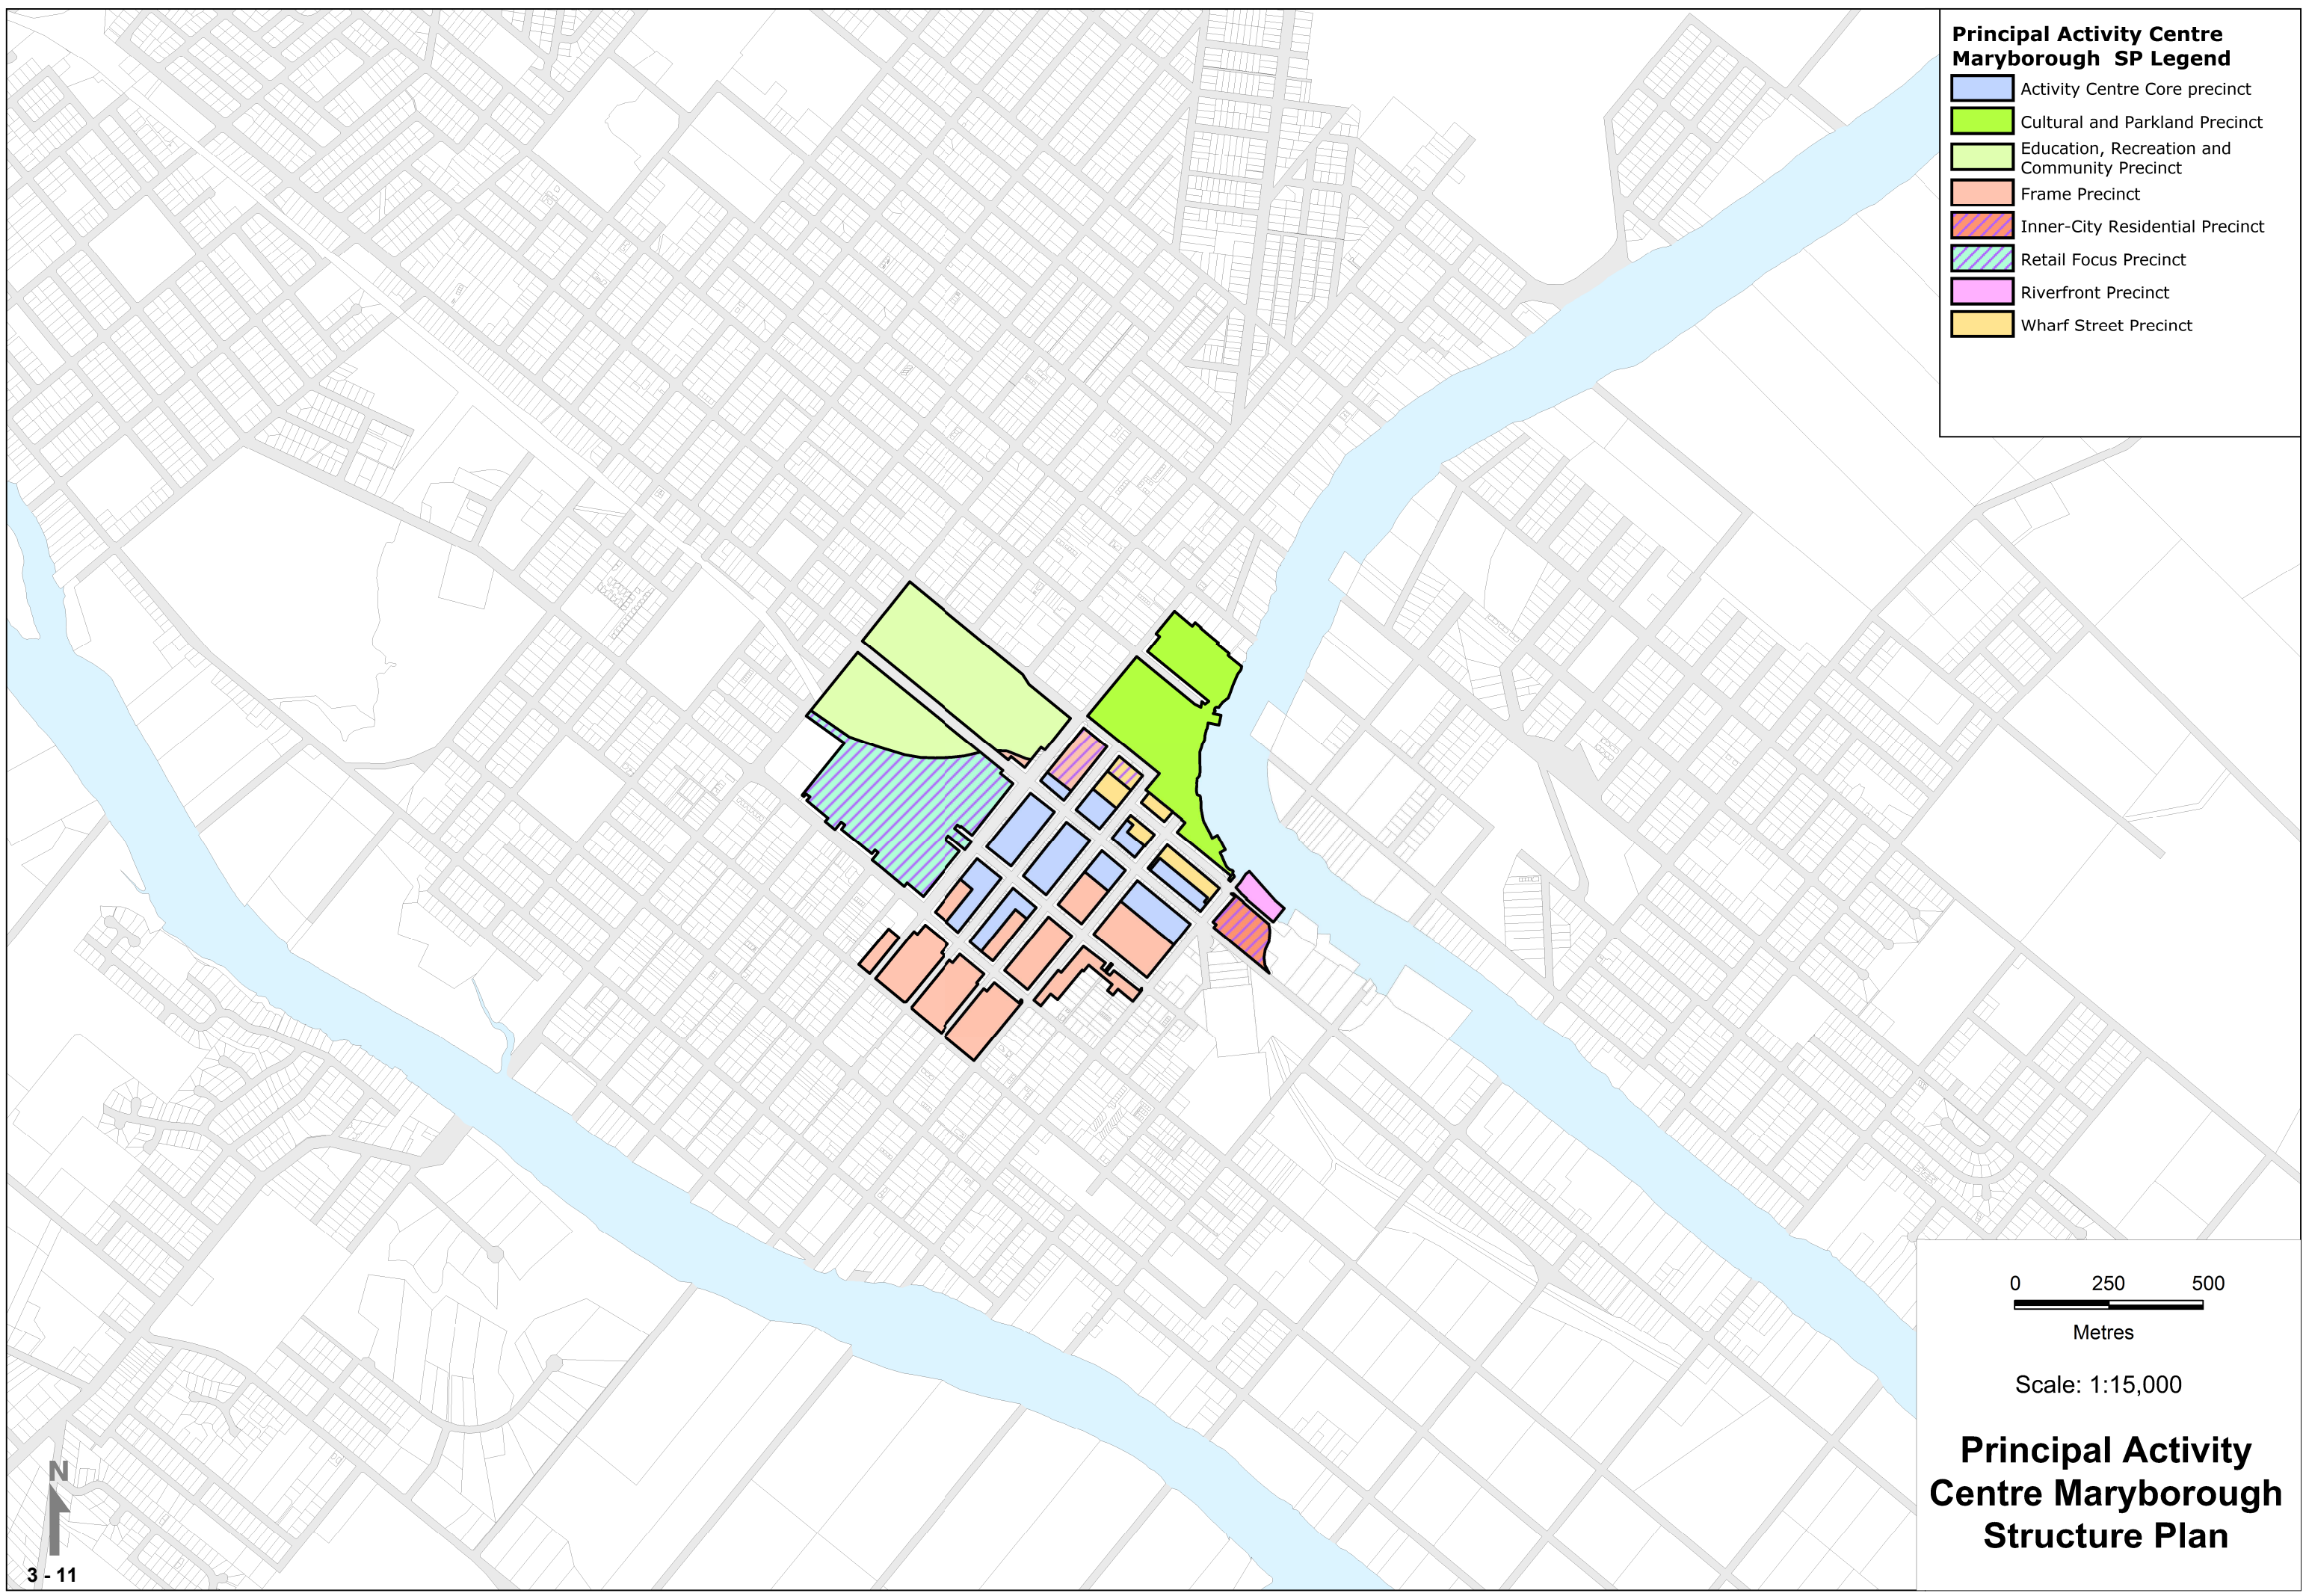 Principal Activity Centre
Maryborough  SP Legend
Activity Centre Core precinct
Cultural and Parkland Precinct
Education, Recreation and
Community Precinct
Frame Precinct
Inner-City Residential Precinct
Retail Focus Precinct
Riverfront Precinct
Wharf Street Precinct
0 250 500
Metres
Scale: 1:15,000
Principal Activity
Centre Maryborough
Structure Plan
N
3 - 11